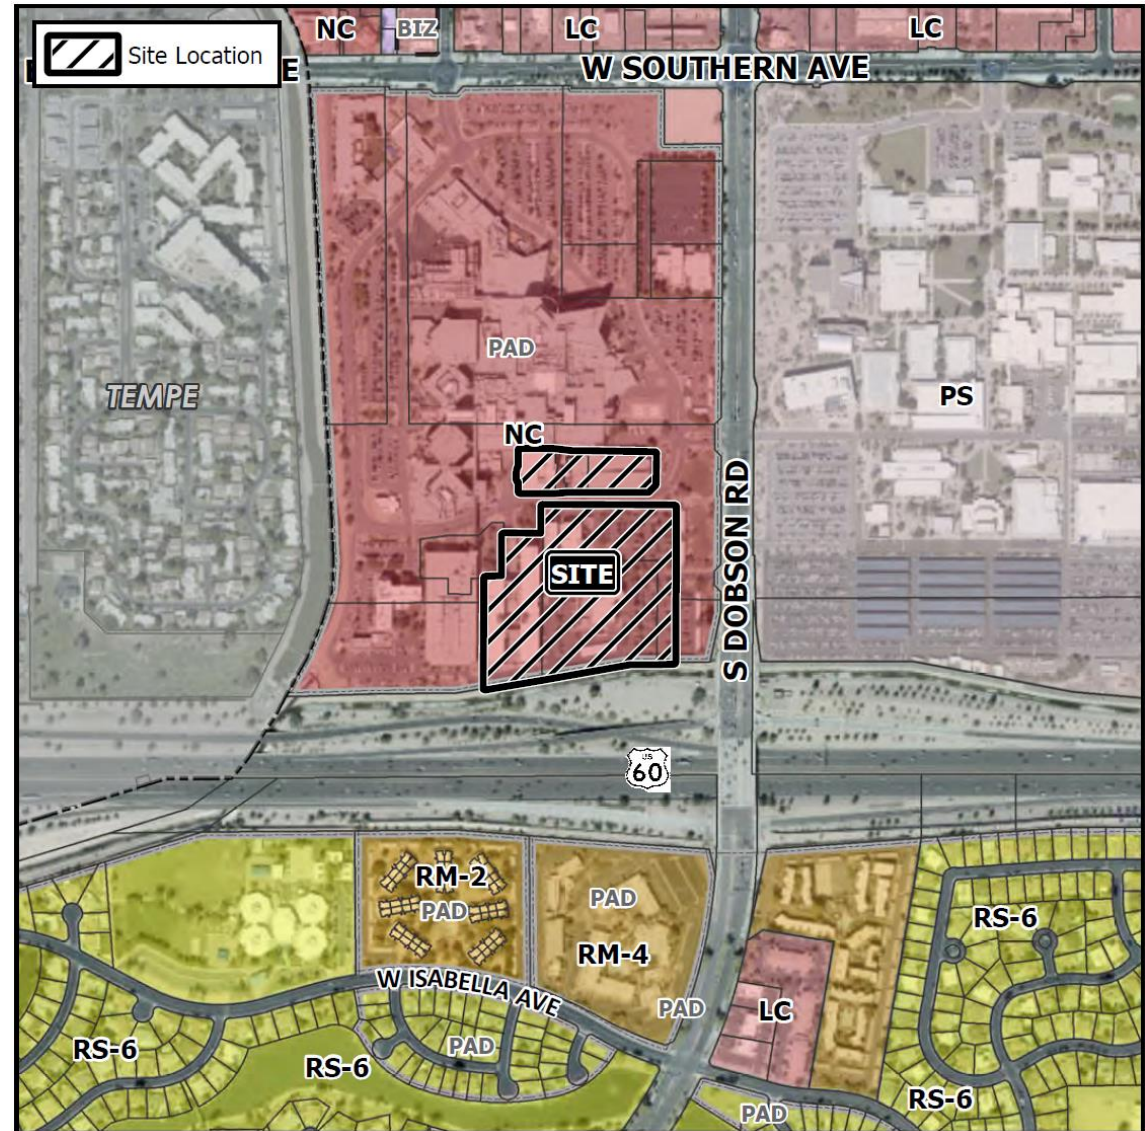 NC
BIZ
LC
LC
Site Location
E
E
W SOUTHERN AVE
PAD
TEMPE
PS
NC
S DOBSON RD
SITE
US
60
RM-2
PAD
PAD
RS-6
RM-4
W ISABELLA AVE
PAD
LC
RS-6
PAD
RS-6
RS-6
PAD